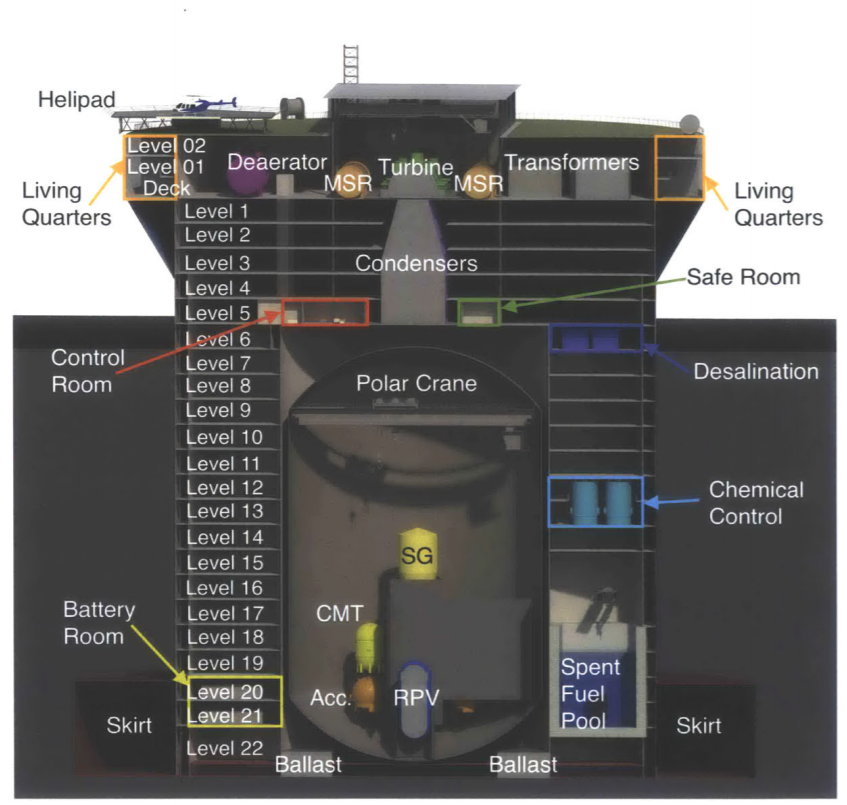 Helipad
Level 02
Level 01
Deck
Deaerator
MSR
Turbine
MSR
Transformers
Living
Quarters
Living
Quarters
Level 1
Level 2
Level 3
Condensers
Level 4
Safe Room
Level 5
Control
Room
Level 6
Level 7
Desalination
Level 8
Polar Crane
Level 9
Level 10
Level 11
Level 12
Level 13
Chemical
Control
Level 14
Level 15
SG
Level 16
Battery
Room
Level 17
CMT
Level 18
Level 19
Level 20
Level 21
Acc.
RPV
Spent
Fuel
Pool
Skirt
Skirt
Level 22
Ballast
Ballast